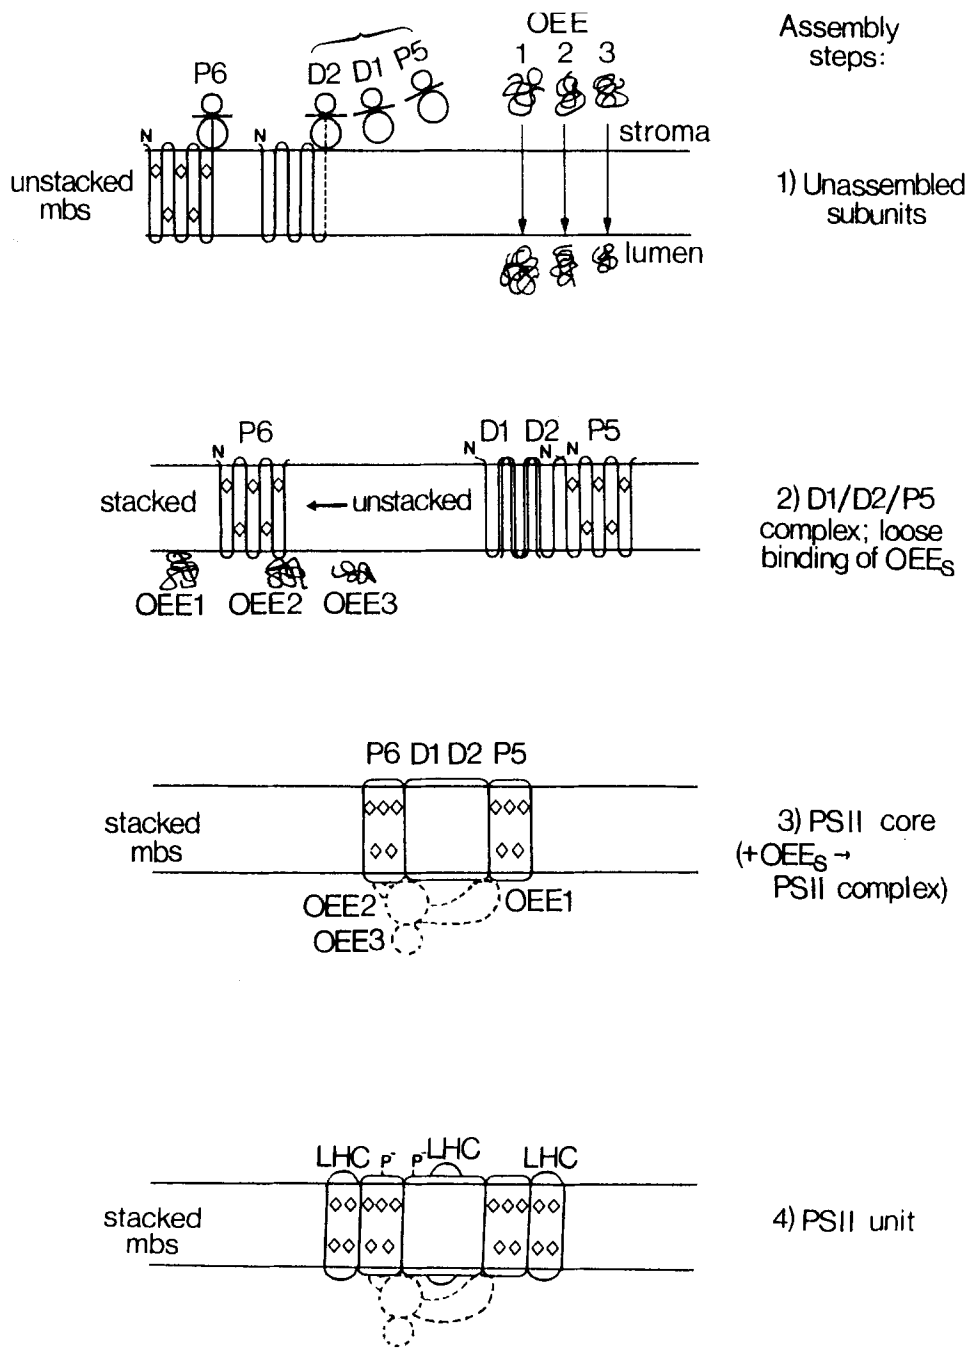 OEE
1 2 3
Assembly
steps:
P6
D2 D1 P5
N
stroma
unstacked
mbs
1) Unassembled
subunits
lumen
P6
N
D1 D2 P5
N N N
stacked
unstacked
2) D1/D2/P5
complex; loose
binding of OEEs
OEE1 OEE2 OEE3
P6 D1 D2 P5
stacked
mbs
3) PSII core
(+OEEs →
PSII complex)
OEE2
OEE1
OEE3
LHC P- P- LHC LHC
stacked
mbs
4) PSII unit